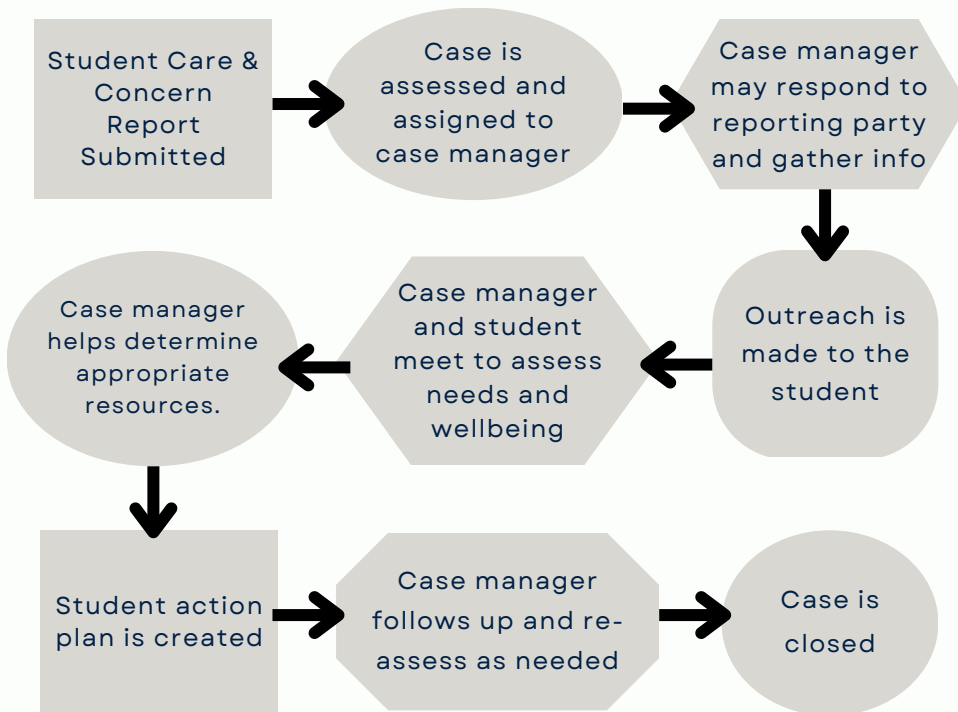 Student Care &
Concern
Report
Submitted
Case is
assessed and
assigned to
case manager
Case manager
may respond to
reporting party
and gather info
Outreach is
made to the
student
Case manager
and student
meet to assess
needs and
wellbeing
Case manager
helps determine
appropriate
resources.
Student action
plan is created
Case manager
follows up and re-
assess as needed
Case is
closed